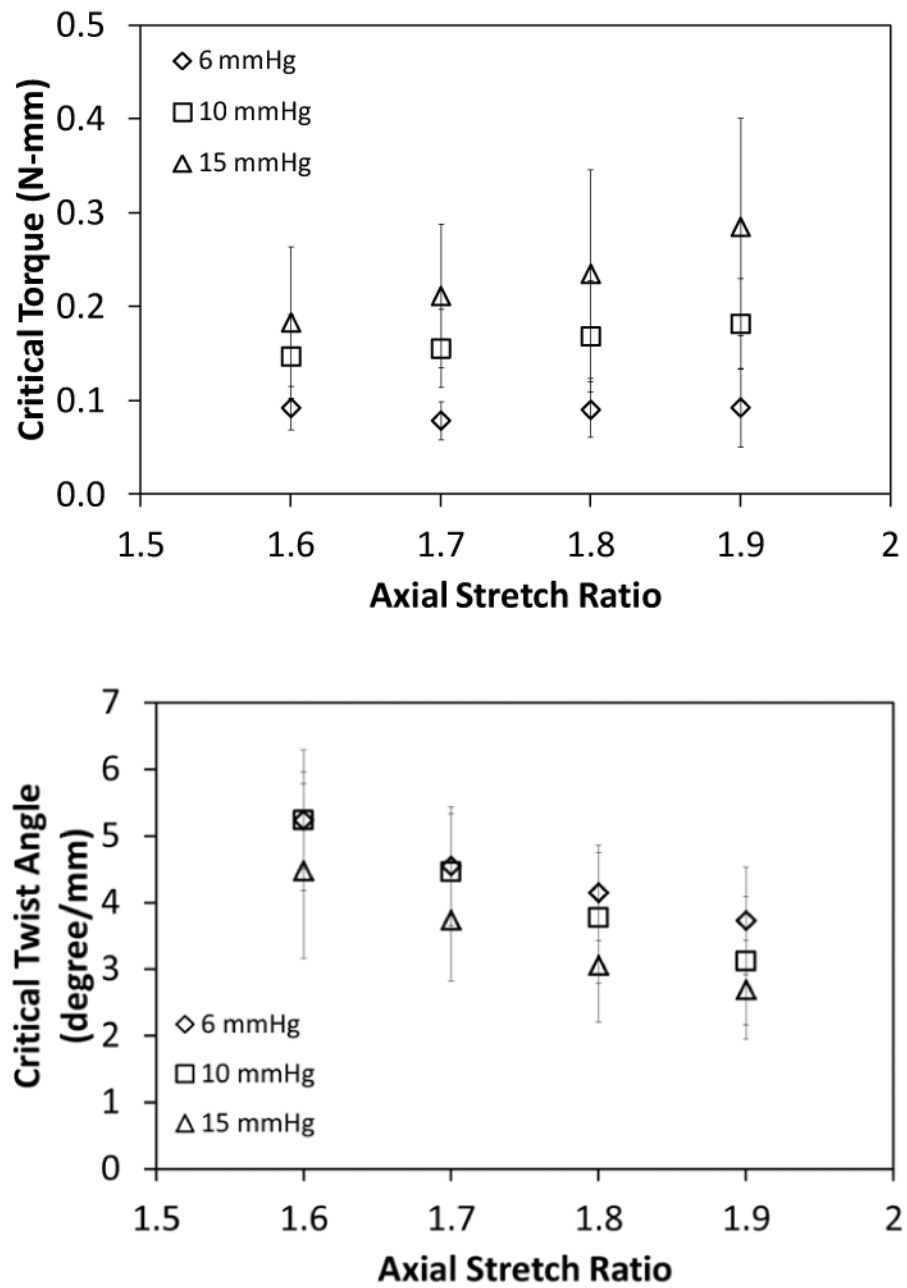 0.5
0.4
0.3
0.2
0.1
0.0
Critical Torque (N-mm)
6 mmHg
10 mmHg
15 mmHg
1.5 1.6 1.7 1.8 1.9 2
Axial Stretch Ratio
7
6
5
4
3
2
1
0
Critical Twist Angle
(degree/mm)
6 mmHg
10 mmHg
15 mmHg
1.5 1.6 1.7 1.8 1.9 2
Axial Stretch Ratio